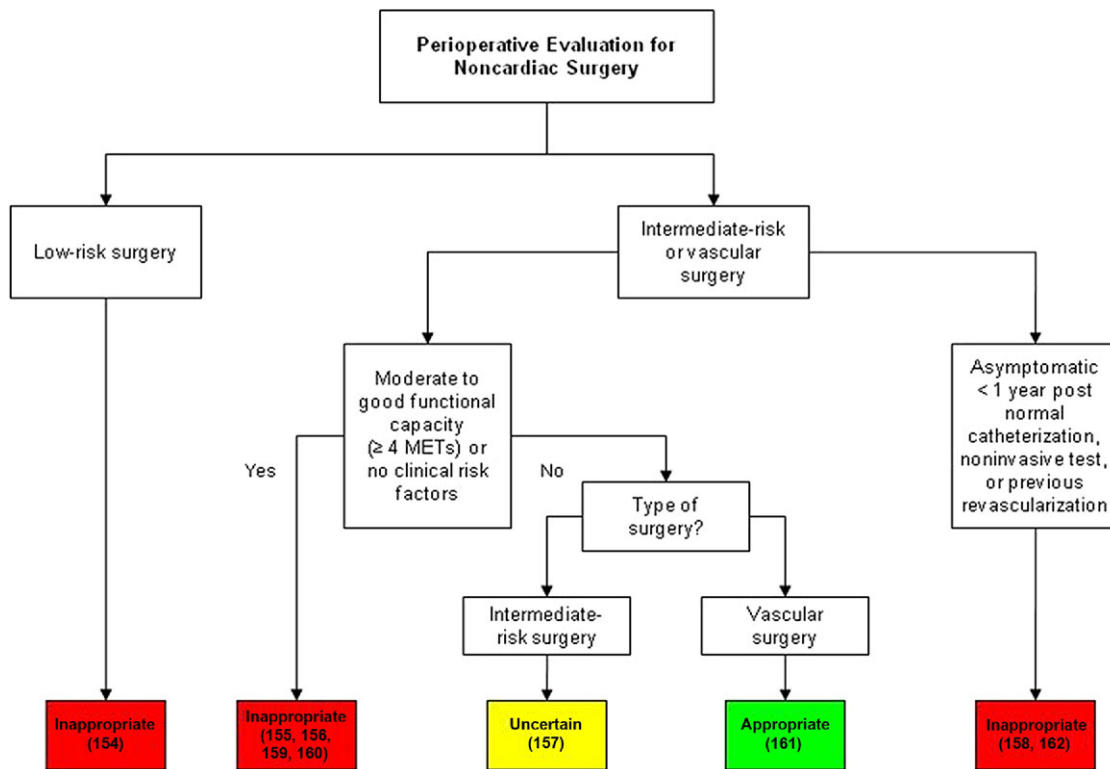 Perioperative Evaluation for
Noncardiac Surgery
Low-risk surgery
Intermediate-risk
or vascular
surgery
Moderate to
good functional
capacity
(≥ 4 METs) or
no clinical risk
factors
Asymptomatic
< 1 year post
normal
catheterization,
noninvasive test,
or previous
revascularization
Yes
No
Type of
surgery?
Intermediate-
risk surgery
Vascular
surgery
Inappropriate
(154)
Inappropriate
(155, 156,
159, 160)
Uncertain
(157)
Appropriate
(161)
Inappropriate
(158, 162)